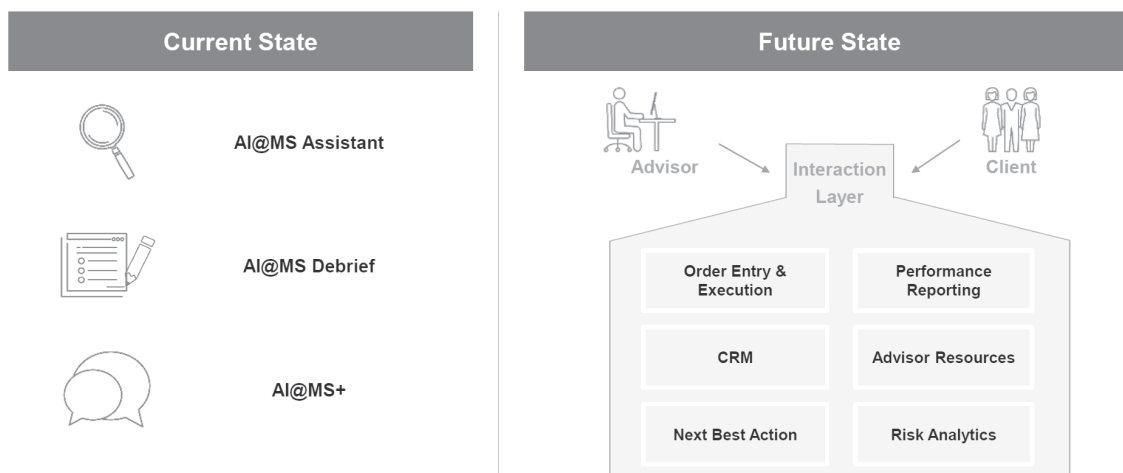 Current State
AI@MS Assistant
AI@MS Debrief
AI@MS+
Future State
Advisor
Client
Interaction
Layer
Order Entry &
Execution
Performance
Reporting
CRM
Advisor Resources
Next Best Action
Risk Analytics